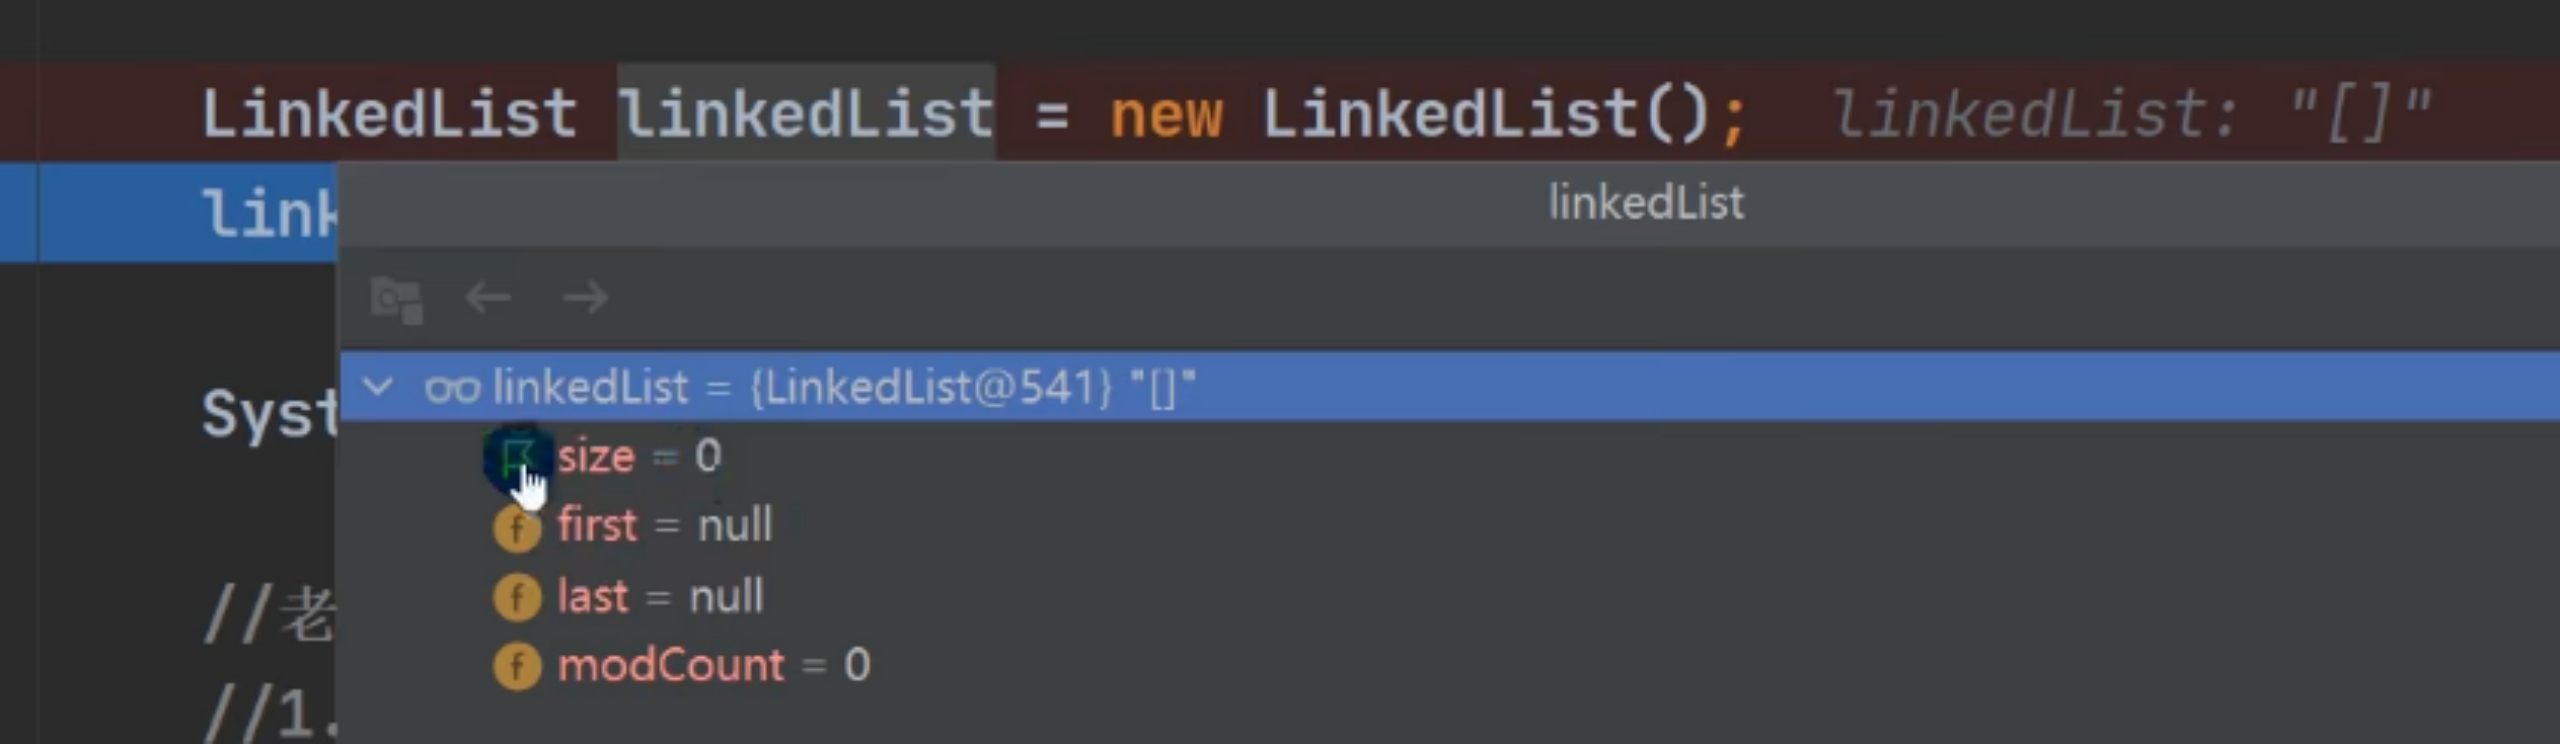 LinkedList linkedList = new LinkedList(); linkedList: "[]"
link
linkedList
linkedList = {LinkedList@541} "[]"
Syst
size = 0
f first = null
f last = null
//老
f modCount = 0
//1.